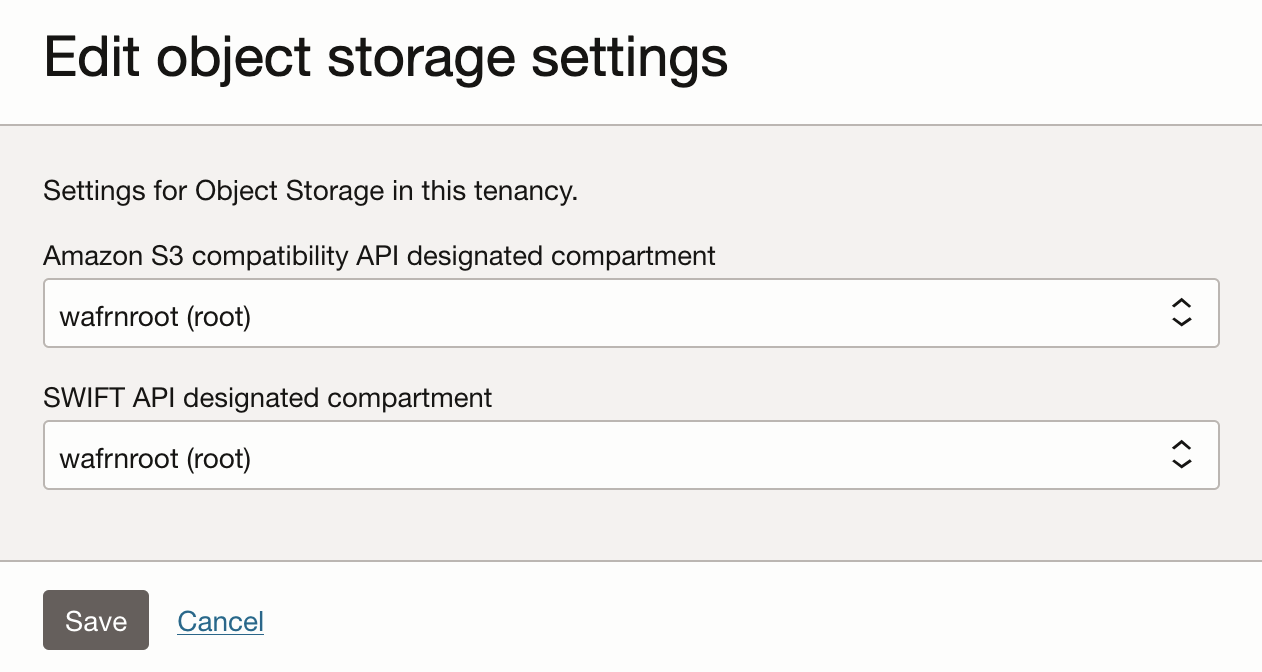 Edit object storage settings
Settings for Object Storage in this tenancy.
Amazon S3 compatibility API designated compartment
wafrnroot (root)
SWIFT API designated compartment
wafrnroot (root)
Save Cancel